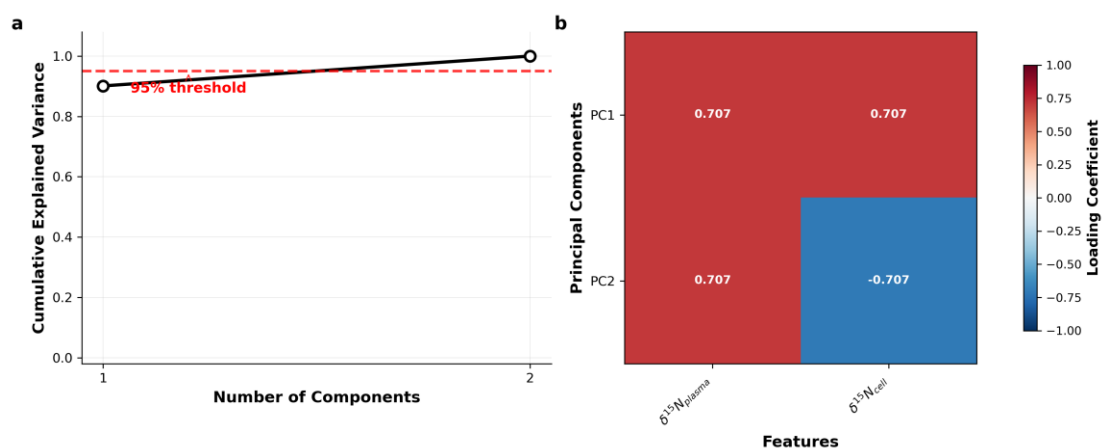 a
1.0
0.8
0.6
0.4
0.2
0.0
Cumulative Explained Variance
95% threshold
1
2
Number of Components
b
PC1
PC2
Principal Components
0.707
0.707
0.707
-0.707
δ¹⁵N_plasma
δ¹⁵N_cell
Features
1.00
0.75
0.50
0.25
0.00
−0.25
−0.50
−0.75
−1.00
Loading Coefficient